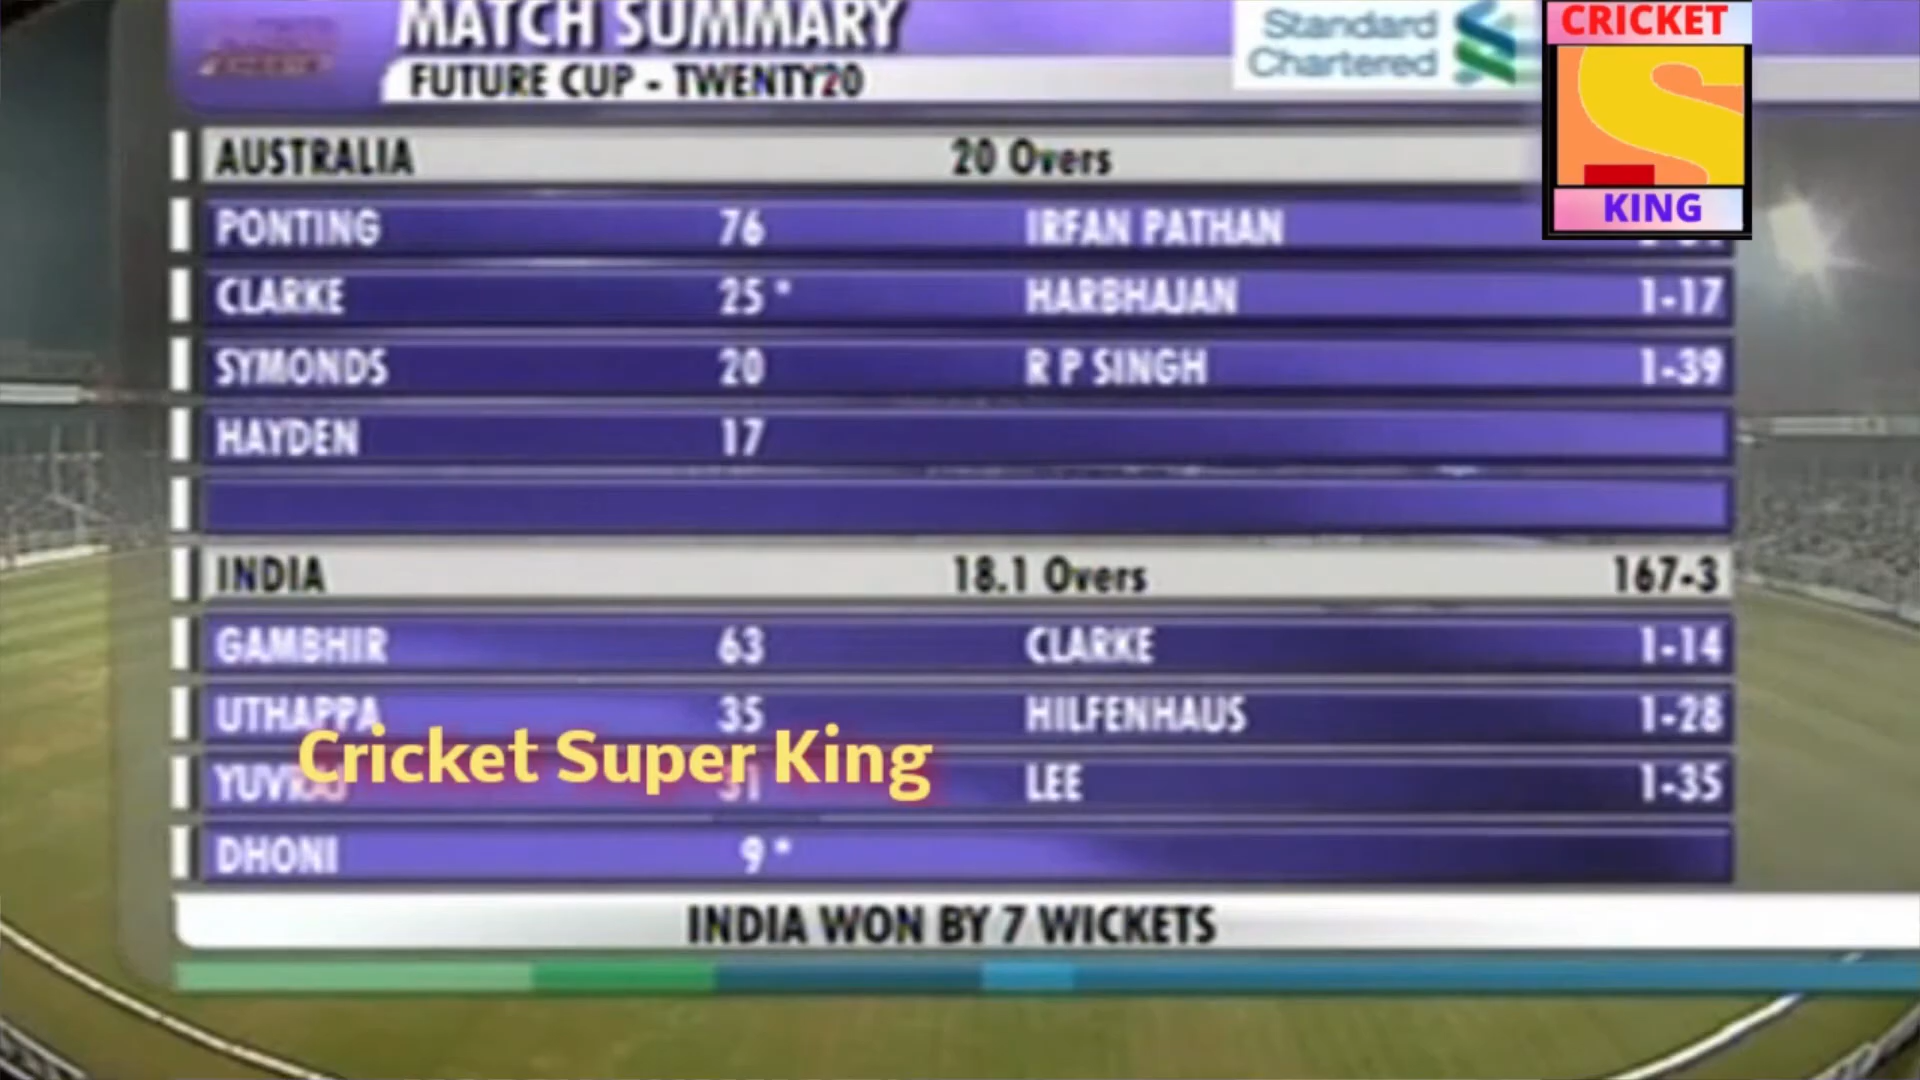 MATCH SUMMARY
FUTURE CUP - TWENTY20
Standard
Chartered
CRICKET
S
KING
AUSTRALIA 20 Overs
PONTING 76 IRFAN PATHAN
CLARKE 25* HARBHAJAN 1-17
SYMONDS 20 R P SINGH 1-39
HAYDEN 17
INDIA 18.1 Overs 167-3
GAMBHIR 63 CLARKE 1-14
UTHAPPA 35 HILFENHAUS 1-28
Cricket Super King
YUVRAJ 31 LEE 1-35
DHONI 9*
INDIA WON BY 7 WICKETS